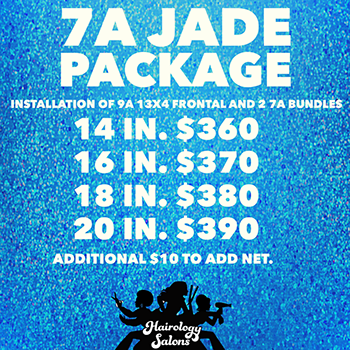 7A JADE
PACKAGE
INSTALLATION OF 9A 13X4 FRONTAL AND 2 7A BUNDLES
14 IN. $360
16 IN. $370
18 IN. $380
20 IN. $390
ADDITIONAL $10 TO ADD NET.
Hairology
Salons